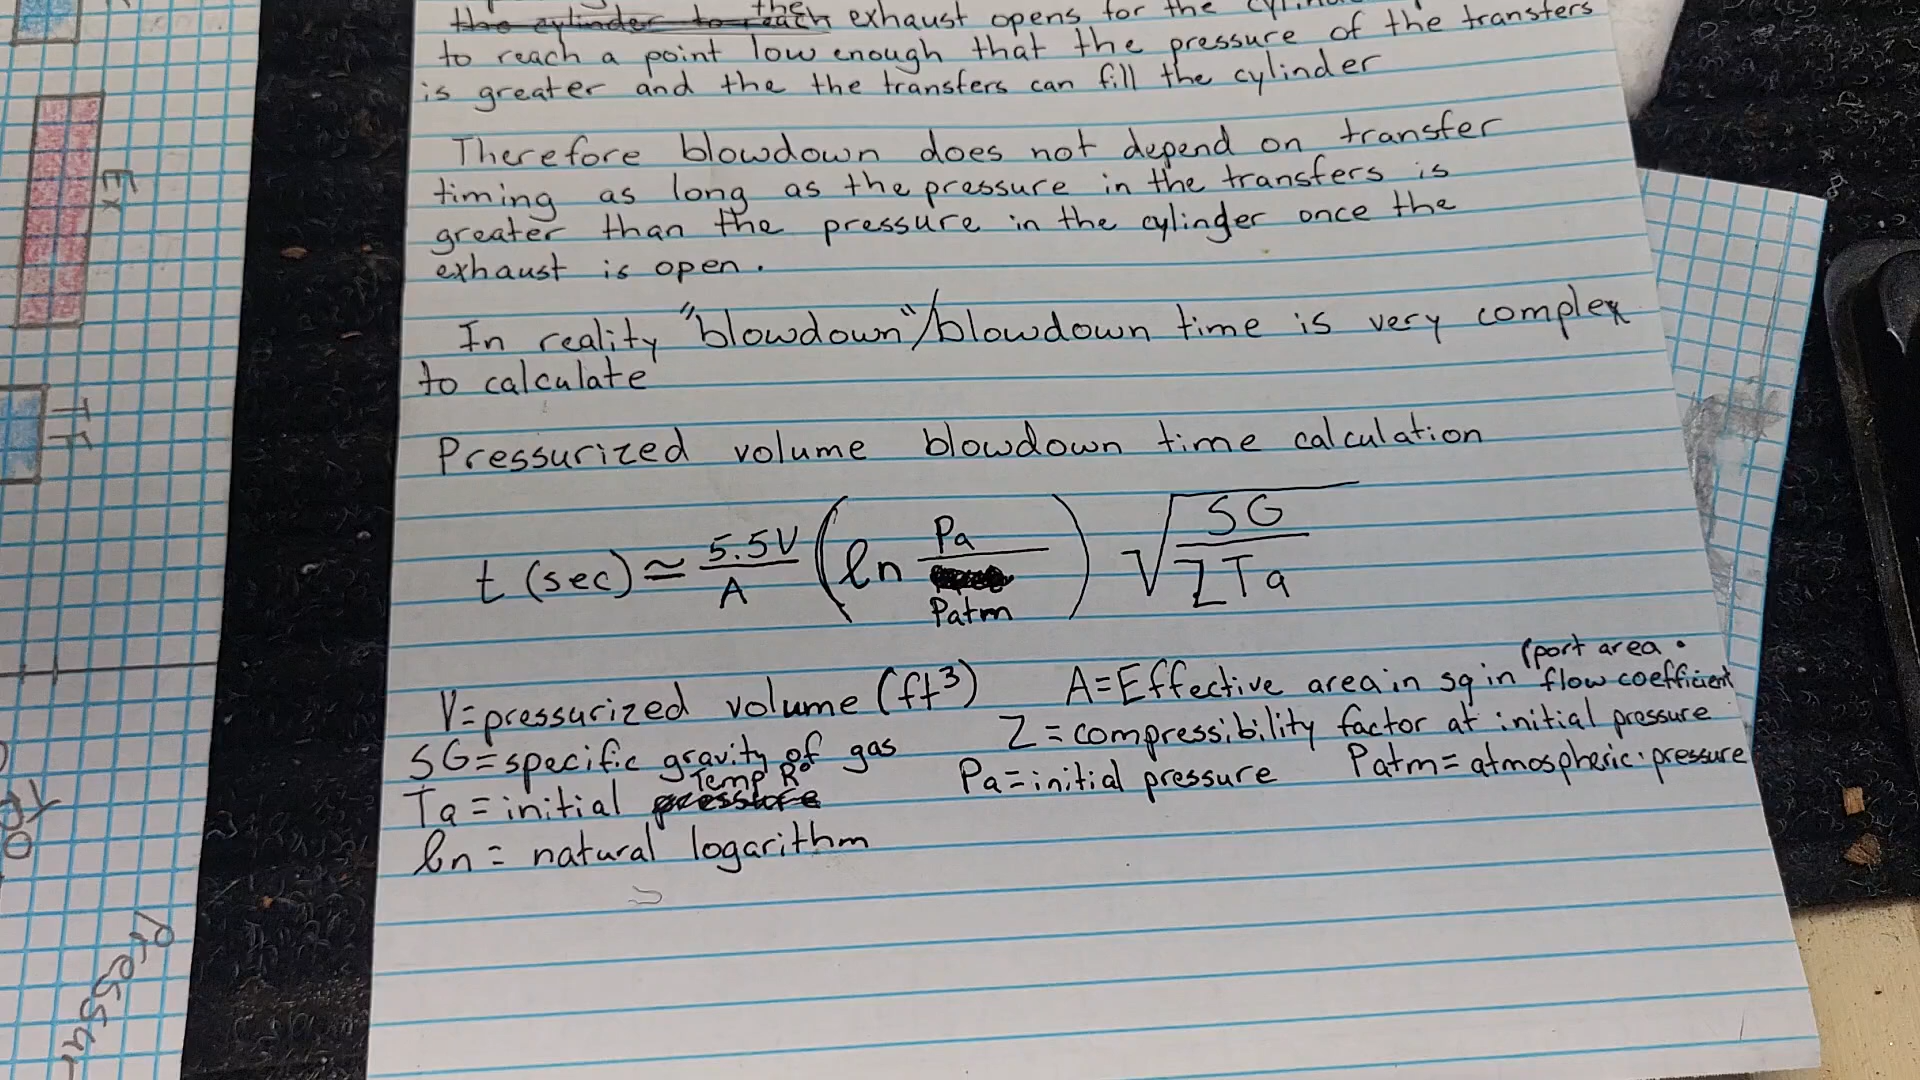 the exhaust opens for the
to reach a point low enough that the pressure of the transfers
is greater and the the transfers can fill the cylinder
Therefore blowdown does not depend on transfer
timing as long as the pressure in the transfers is
greater than the pressure in the cylinder once the
exhaust is open.
In reality "blowdown"/blowdown time is very complex
to calculate
Pressurized volume blowdown time calculation
t (sec) ≃ 5.5V/A (ln Pa/Patm) √(SG/ZTa)
V=pressurized volume (ft³) A=Effective area in sq in (port area • flow coefficient
SG=specific gravity of gas Z=compressibility factor at initial pressure
Ta=initial Temp R° Pa=initial pressure Patm=atmospheric pressure
ln= natural logarithm
Ex
TF
TPO
Pressur